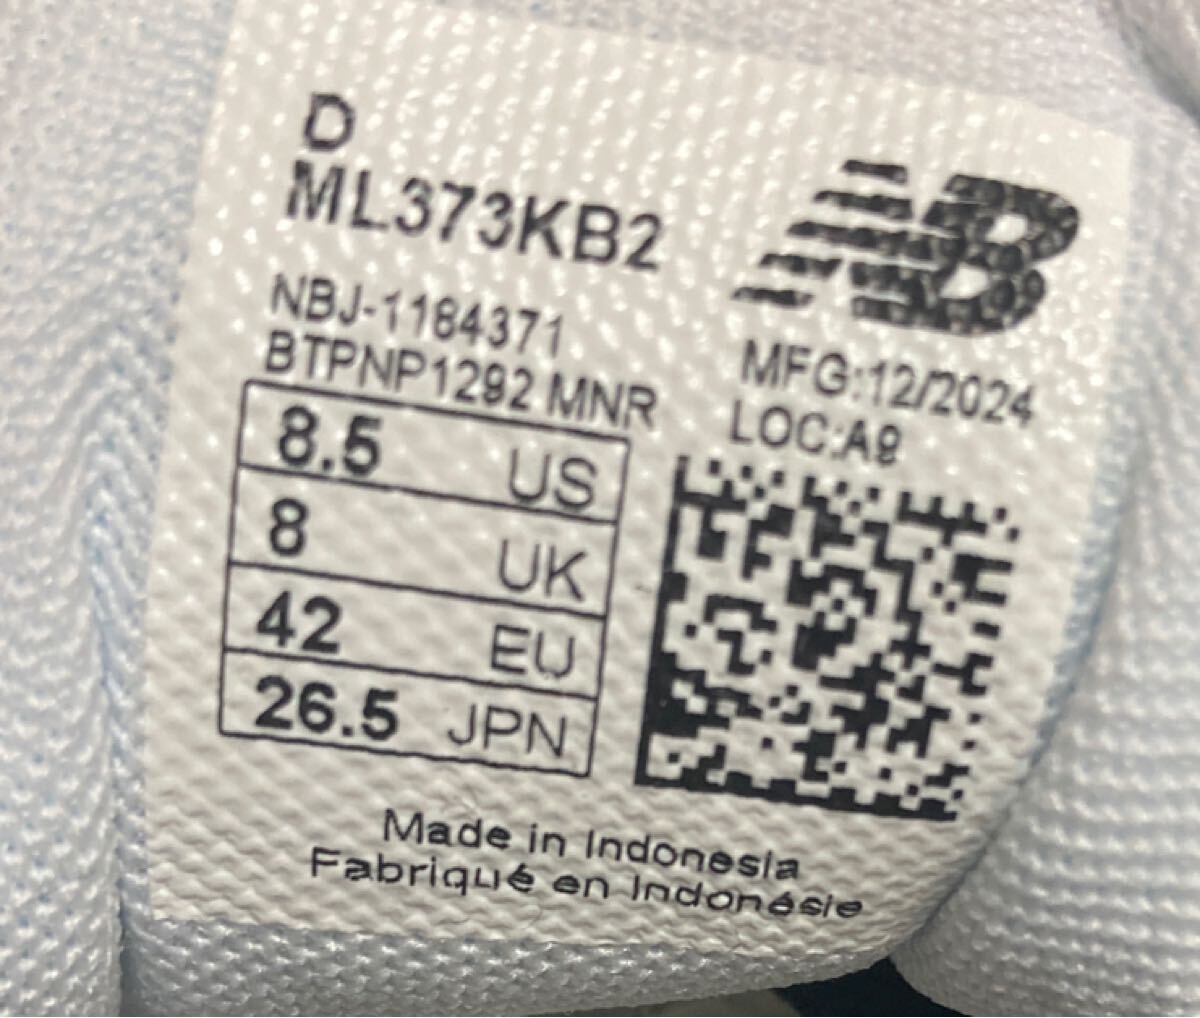 D
ML373KB2
NB
NBJ-1184371
BTPNP1292 MNR
MFG:12/2024
LOC:A9
8.5 US
8 UK
42 EU
26.5 JPN
Made in Indonesia
Fabriqué en Indonésie